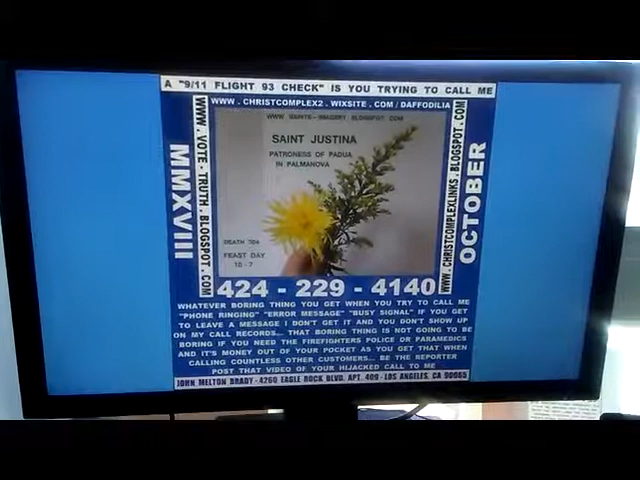 A "9/11 FLIGHT 93 CHECK" IS YOU TRYING TO CALL ME
WWW . CHRISTCOMPLEX2 . WIXSITE . COM / DAFFODILIA
WWW . SAINTS--IMAGERY . BLOGSPOT . COM
SAINT JUSTINA
PATRONESS OF PADUA
IN PALMANOVA
DEATH 304
FEAST DAY
10 - 7
MMXVIII
WWW . VOTE - TRUTH . BLOGSPOT . COM
WWW . CHRISTCOMPLEXLINKS . BLOGSPOT . COM
OCTOBER
424 - 229 - 4140
WHATEVER BORING THING YOU GET WHEN YOU TRY TO CALL ME
"PHONE RINGING" "ERROR MESSAGE" "BUSY SIGNAL" IF YOU GET
TO LEAVE A MESSAGE I DON'T GET IT AND YOU DON'T SHOW UP
ON MY CALL RECORDS... THAT BORING THING IS NOT GOING TO BE
BORING IF YOU NEED THE FIREFIGHTERS POLICE OR PARAMEDICS
AND IT'S MONEY OUT OF YOUR POCKET AS YOU GET THAT WHEN
CALLING COUNTLESS OTHER CUSTOMERS... BE THE REPORTER
POST THAT VIDEO OF YOUR HIJACKED CALL TO ME
JOHN MELTON BRADY - 4260 EAGLE ROCK BLVD. APT. 409 - LOS ANGELES, CA 90065